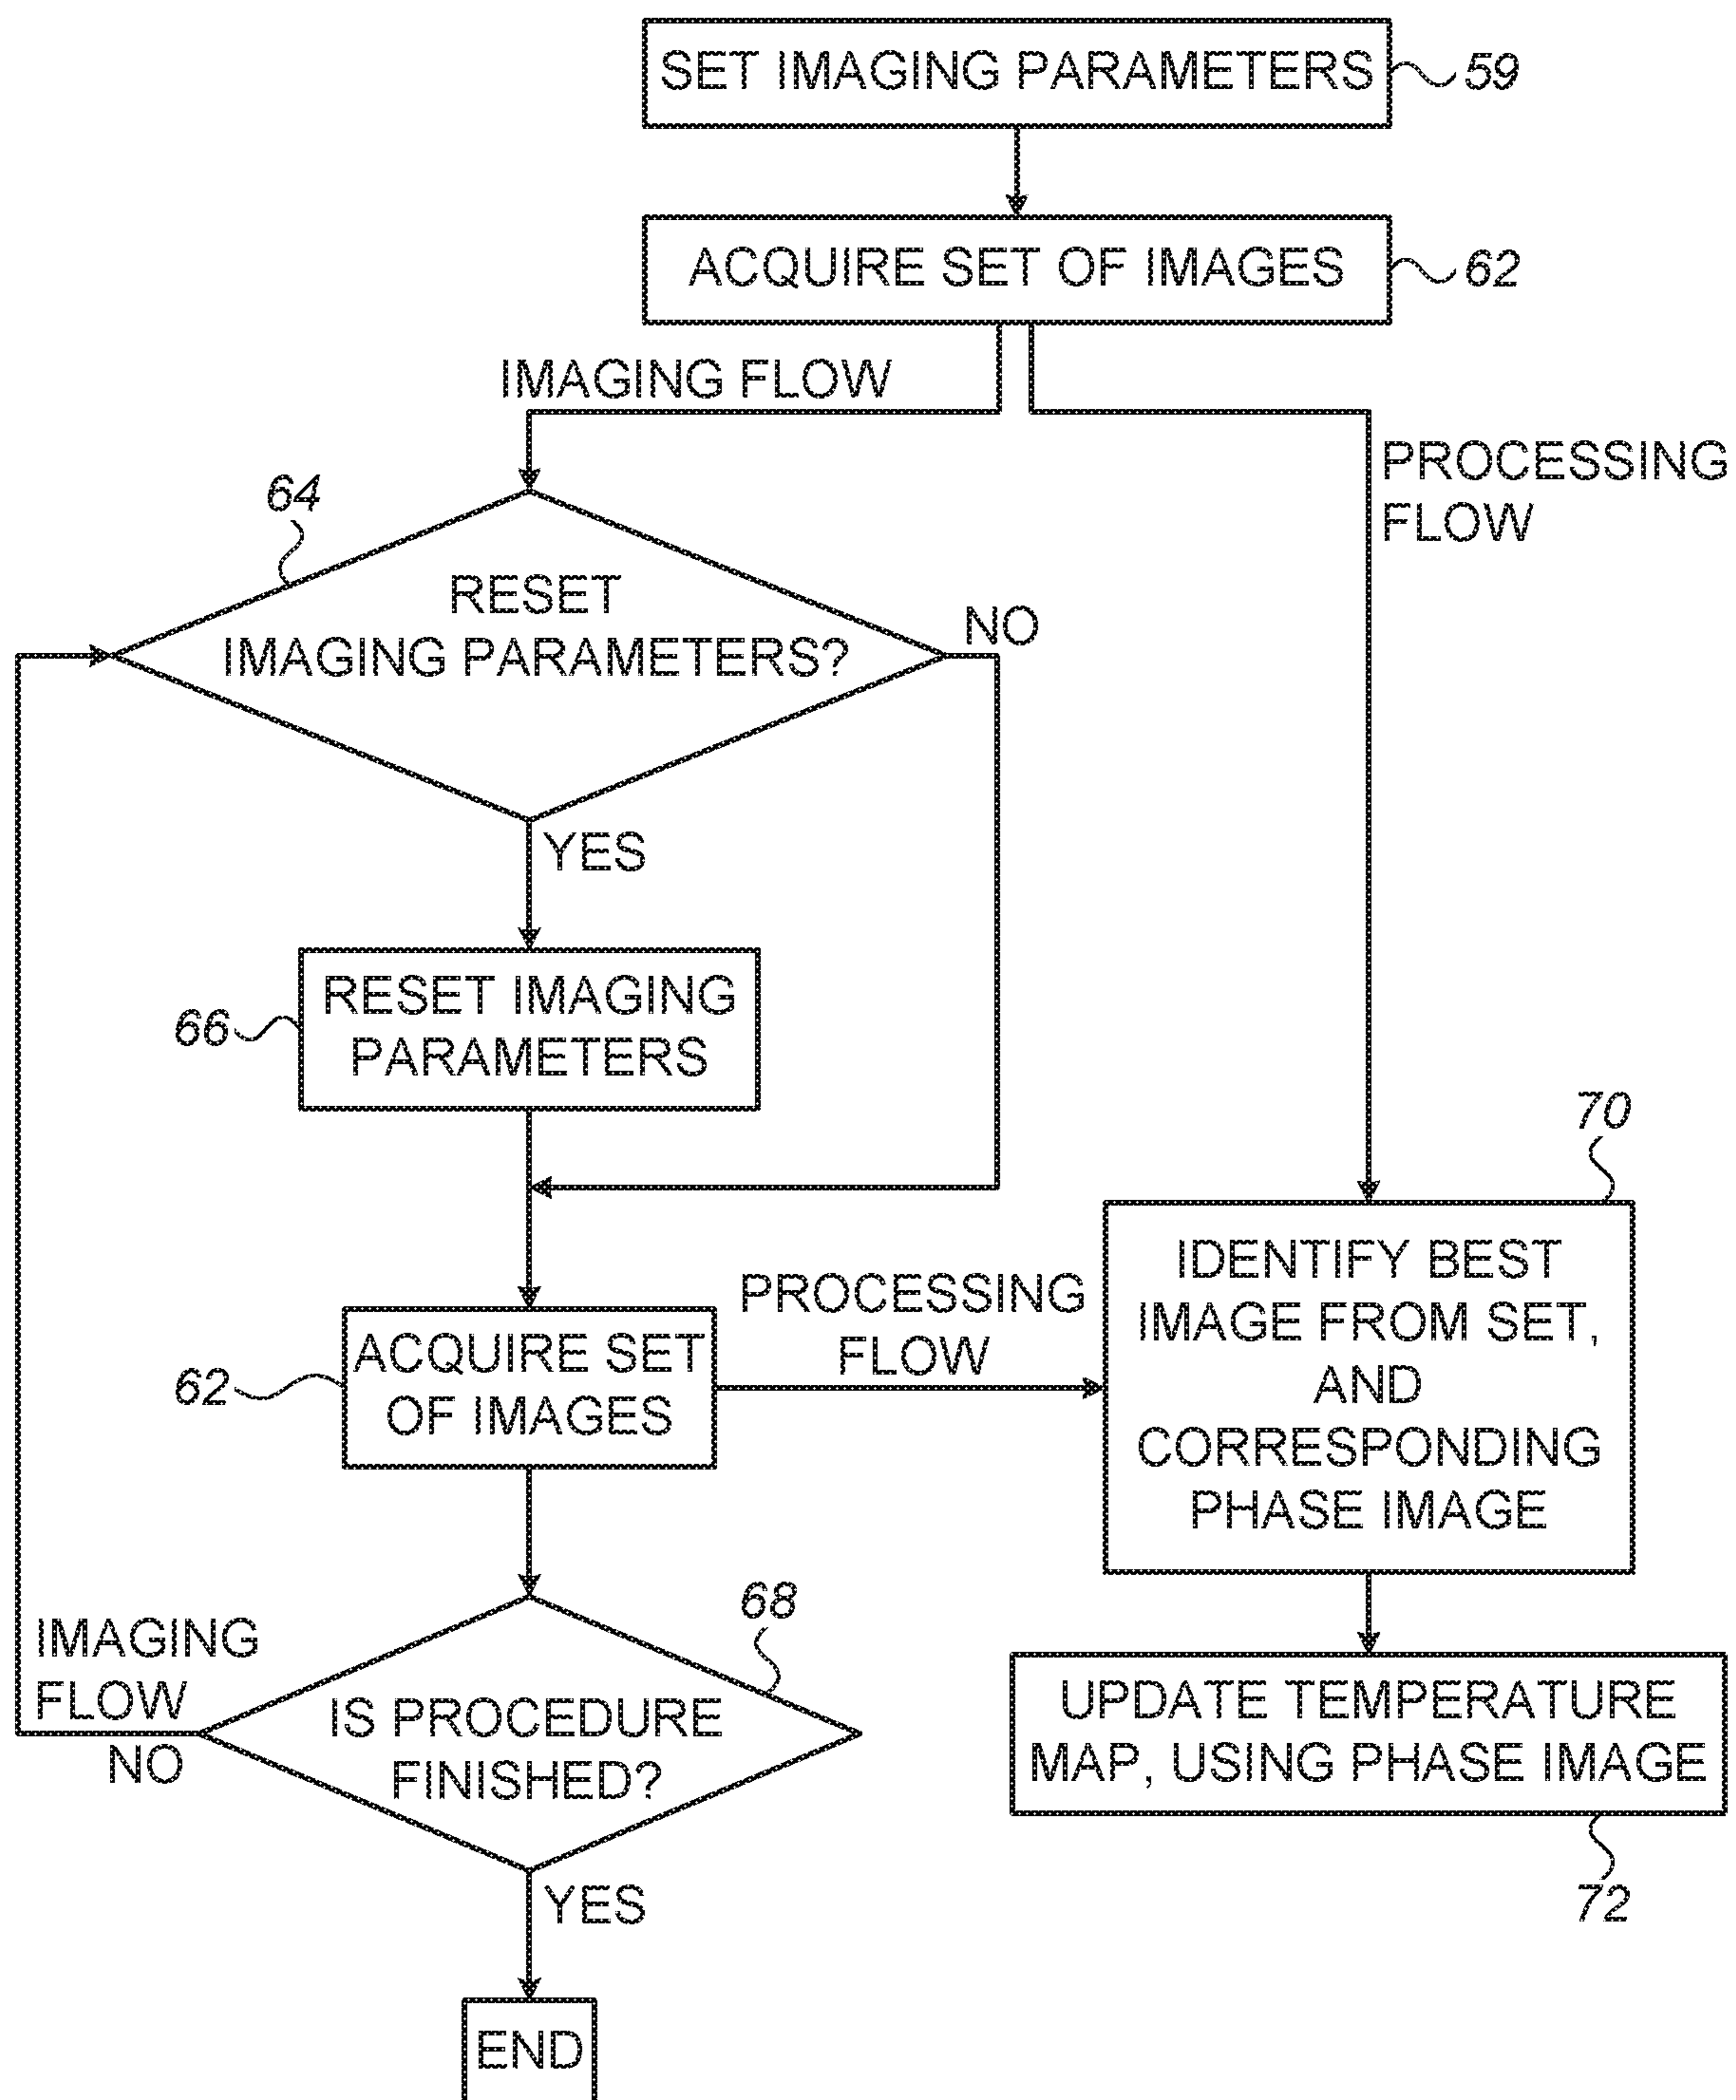 SET IMAGING PARAMETERS
59
ACQUIRE SET OF IMAGES
62
IMAGING FLOW
PROCESSING
FLOW
64
RESET
IMAGING PARAMETERS?
NO
YES
RESET IMAGING
PARAMETERS
66
70
IDENTIFY BEST
IMAGE FROM SET,
AND
CORRESPONDING
PHASE IMAGE
PROCESSING
FLOW
ACQUIRE SET
OF IMAGES
62
68
IMAGING
FLOW
NO
IS PROCEDURE
FINISHED?
UPDATE TEMPERATURE
MAP, USING PHASE IMAGE
72
YES
END